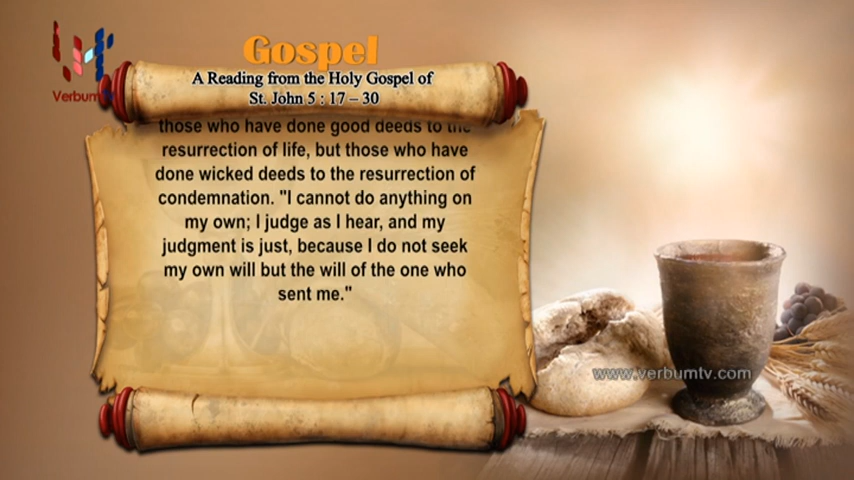 Gospel
A Reading from the Holy Gospel of
St. John 5 : 17 – 30
VerbumTV
those who have done good deeds to the
resurrection of life, but those who have
done wicked deeds to the resurrection of
condemnation. "I cannot do anything on
my own; I judge as I hear, and my
judgment is just, because I do not seek
my own will but the will of the one who
sent me."
www.verbumtv.com